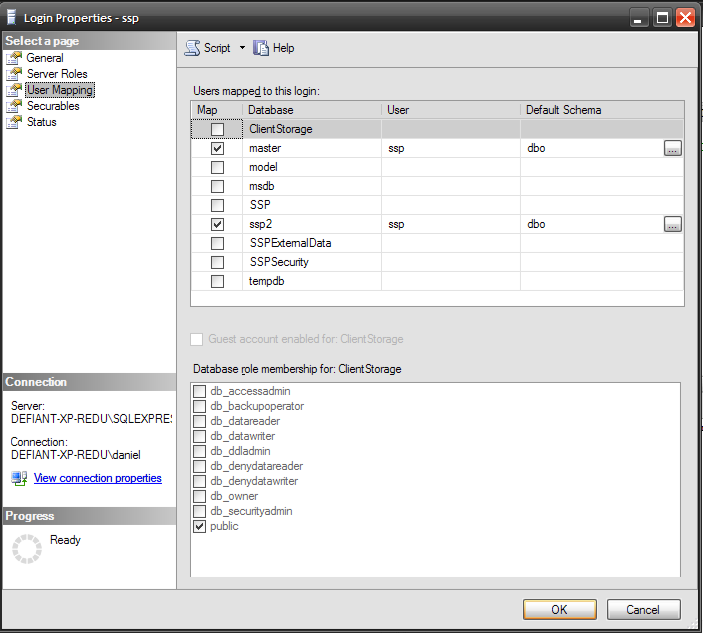 Login Properties - ssp
Select a page
General
Server Roles
User Mapping
Securables
Status
Script
Help
Users mapped to this login:
Map Database User Default Schema
ClientStorage
master ssp dbo ...
model
msdb
SSP
ssp2 ssp dbo ...
SSPExternalData
SSPSecurity
tempdb
Guest account enabled for: ClientStorage
Database role membership for: ClientStorage
db_accessadmin
db_backupoperator
db_datareader
db_datawriter
db_ddladmin
db_denydatareader
db_denydatawriter
db_owner
db_securityadmin
public
Connection
Server:
DEFIANT-XP-REDU\SQLEXPRES
Connection:
DEFIANT-XP-REDU\daniel
View connection properties
Progress
Ready
OK
Cancel